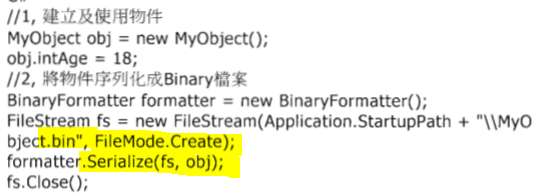 //1, 建立及使用物件
MyObject obj = new MyObject();
obj.intAge = 18;
//2, 將物件序列化成Binary檔案
BinaryFormatter formatter = new BinaryFormatter();
FileStream fs = new FileStream(Application.StartupPath + "\\MyO
bject.bin", FileMode.Create);
formatter.Serialize(fs, obj);
fs.Close();